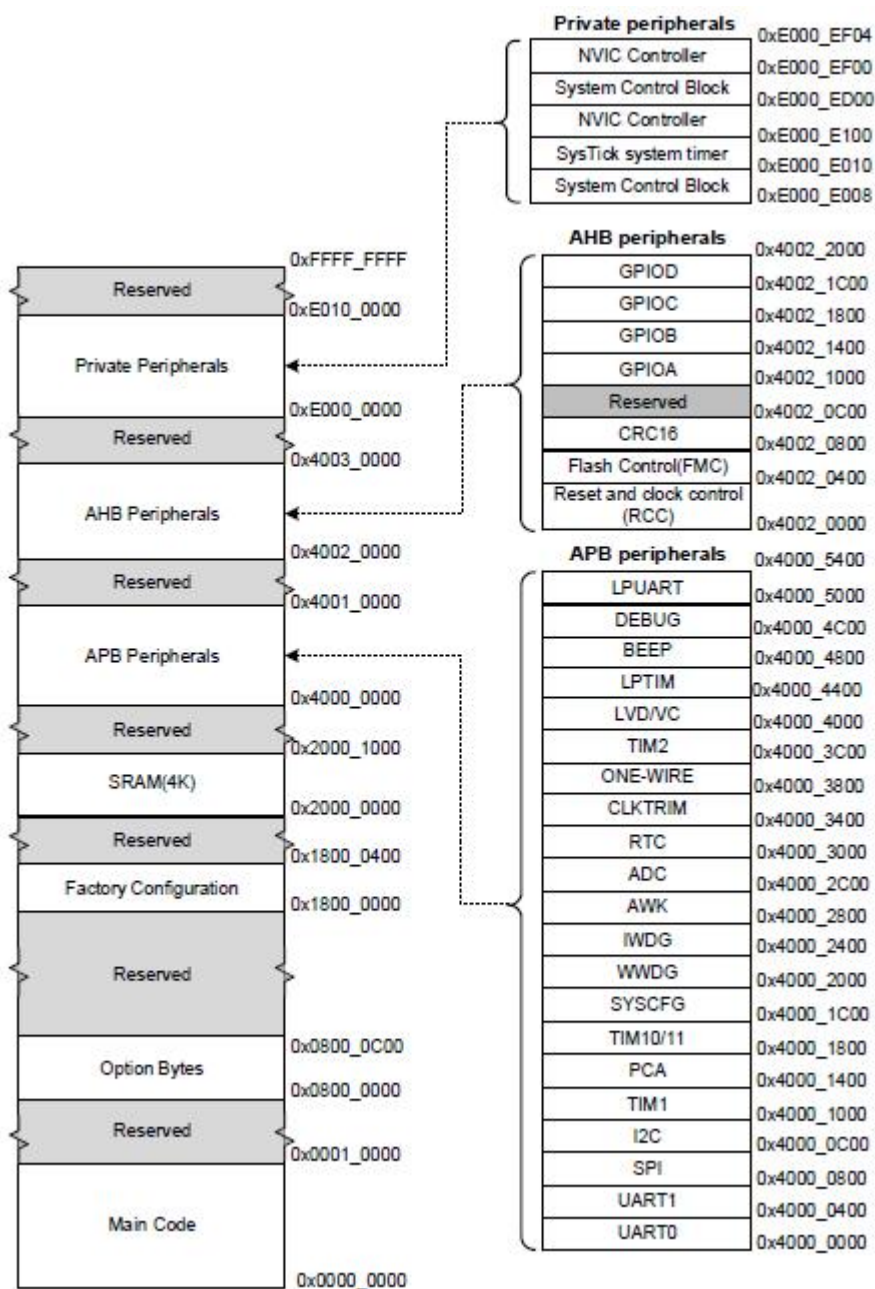 Private peripherals
0xE000_EF04
NVIC Controller
0xE000_EF00
System Control Block
0xE000_ED00
NVIC Controller
0xE000_E100
SysTick system timer
0xE000_E010
System Control Block
0xE000_E008
AHB peripherals
0x4002_2000
GPIOD
0x4002_1C00
GPIOC
0x4002_1800
GPIOB
0x4002_1400
GPIOA
0x4002_1000
Reserved
0x4002_0C00
CRC16
0x4002_0800
Flash Control(FMC)
0x4002_0400
Reset and clock control
(RCC)
0x4002_0000
APB peripherals
0x4000_5400
LPUART
0x4000_5000
DEBUG
0x4000_4C00
BEEP
0x4000_4800
LPTIM
0x4000_4400
LVD/VC
0x4000_4000
TIM2
0x4000_3C00
ONE-WIRE
0x4000_3800
CLKTRIM
0x4000_3400
RTC
0x4000_3000
ADC
0x4000_2C00
AWK
0x4000_2800
IWDG
0x4000_2400
WWDG
0x4000_2000
SYSCFG
0x4000_1C00
TIM10/11
0x4000_1800
PCA
0x4000_1400
TIM1
0x4000_1000
I2C
0x4000_0C00
SPI
0x4000_0800
UART1
0x4000_0400
UART0
0x4000_0000
0xFFFF_FFFF
Reserved
0xE010_0000
Private Peripherals
0xE000_0000
Reserved
0x4003_0000
AHB Peripherals
0x4002_0000
Reserved
0x4001_0000
APB Peripherals
0x4000_0000
Reserved
0x2000_1000
SRAM(4K)
0x2000_0000
Reserved
0x1800_0400
Factory Configuration
0x1800_0000
Reserved
0x0800_0C00
Option Bytes
0x0800_0000
Reserved
0x0001_0000
Main Code
0x0000_0000